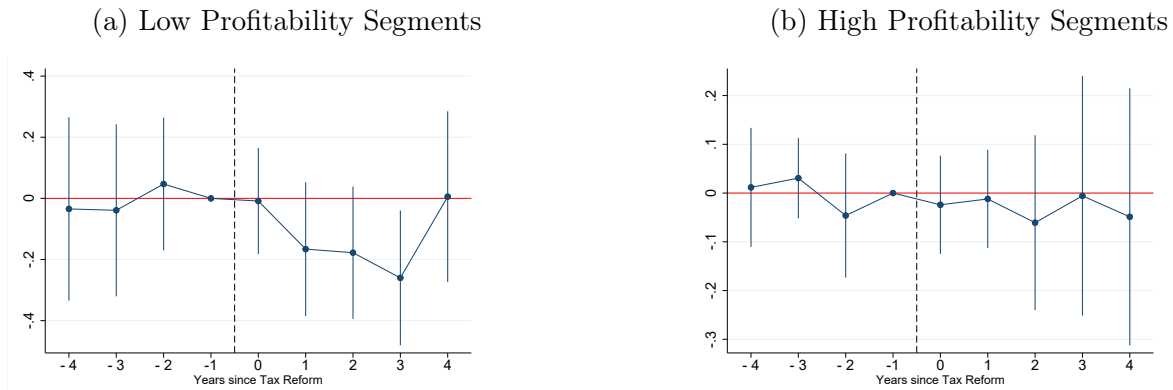 (a) Low Profitability Segments
.4
.2
0
-.2
-.4
-4 -3 -2 -1 0 1 2 3 4
Years since Tax Reform
(b) High Profitability Segments
.2
.1
0
-.1
-.2
-.3
-4 -3 -2 -1 0 1 2 3 4
Years since Tax Reform